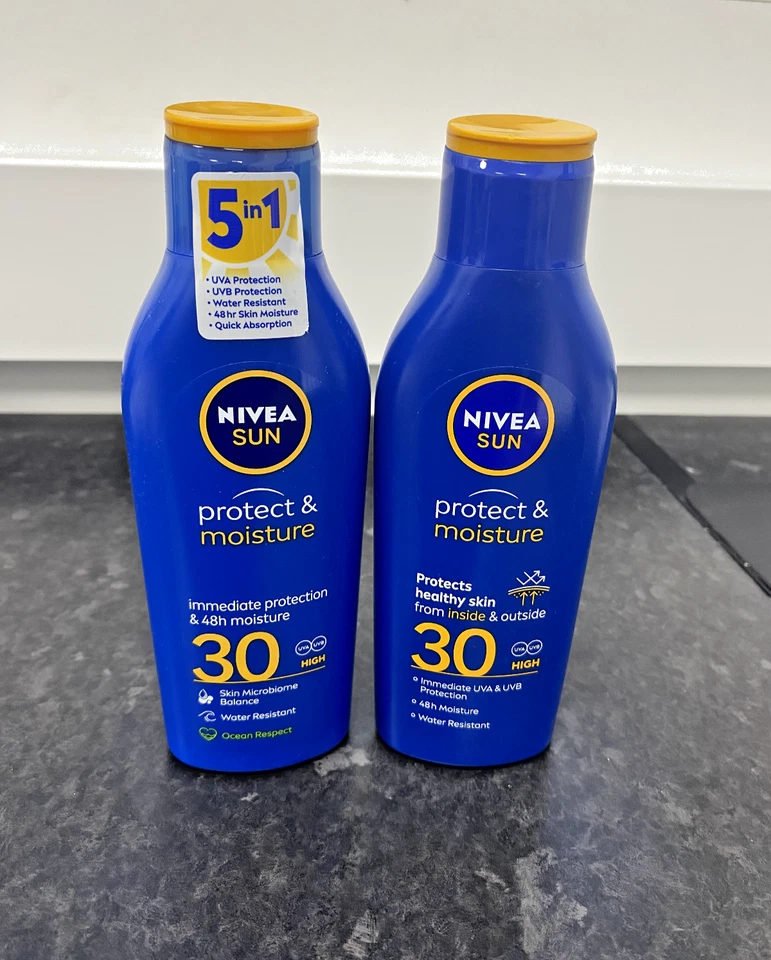 5in1
• UVA Protection
• UVB Protection
• Water Resistant
• 48hr Skin Moisture
• Quick Absorption
NIVEA
SUN
protect &
moisture
immediate protection
& 48h moisture
30
UVA UVB
HIGH
Skin Microbiome
Balance
Water Resistant
Ocean Respect
NIVEA
SUN
protect &
moisture
Protects
healthy skin
from inside & outside
30
UVA UVB
HIGH
Immediate UVA & UVB
Protection
48h Moisture
Water Resistant